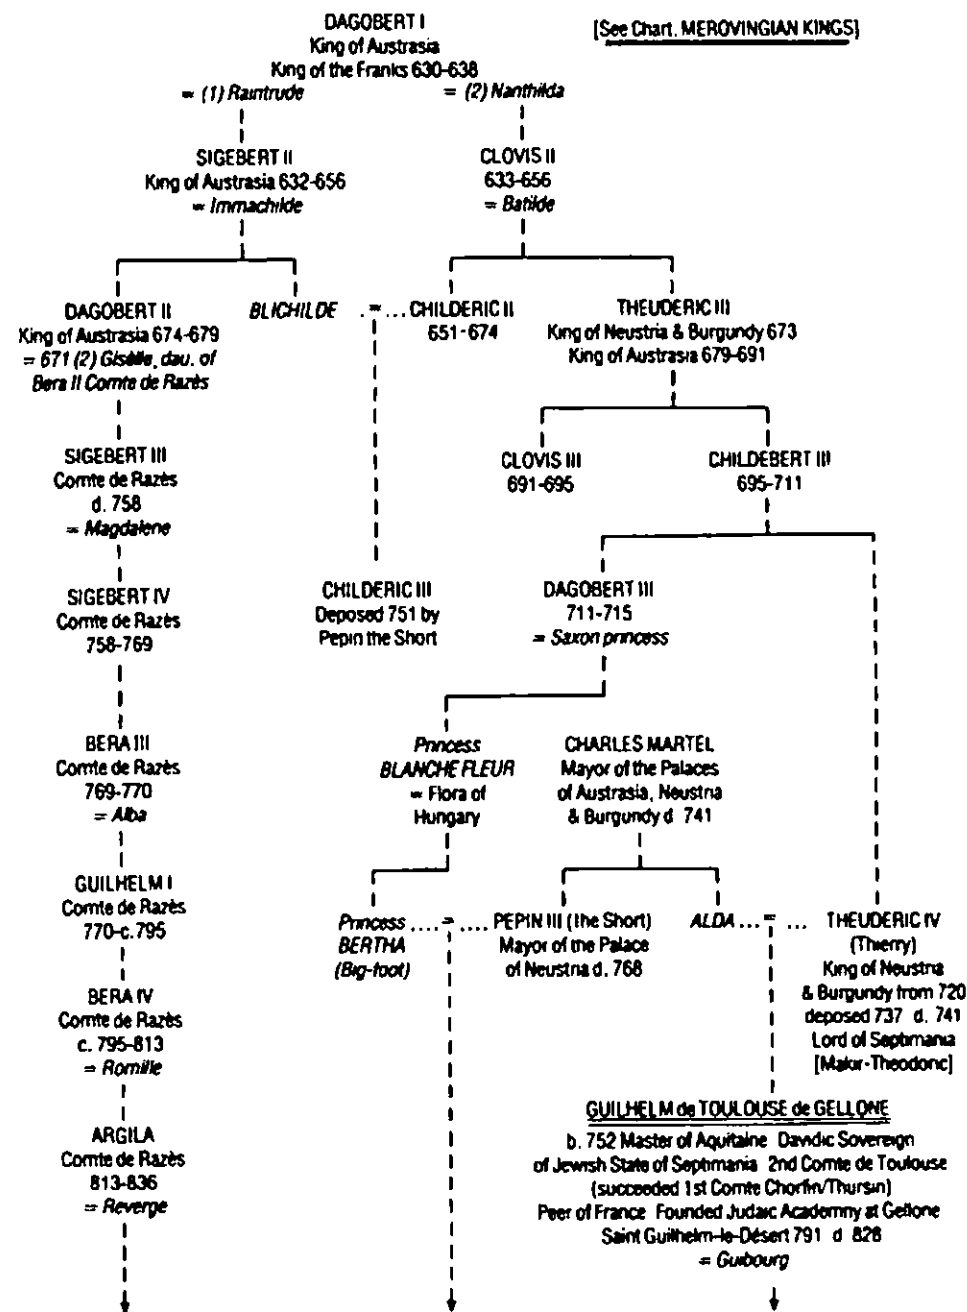 DAGOBERT I
King of Austrasia
King of the Franks 630-638
[See Chart, MEROVINGIAN KINGS]
= (1) Raintrude
= (2) Nanthilda
SIGEBERT II
King of Austrasia 632-656
= Immachilde
CLOVIS II
633-656
= Batilde
DAGOBERT II
King of Austrasia 674-679
= 671 (2) Gisèlle, dau. of
Bera II Comte de Razès
BLICHILDE . = ... CHILDERIC II
651-674
THEUDERIC III
King of Neustria & Burgundy 673
King of Austrasia 679-691
SIGEBERT III
Comte de Razès
d. 758
= Magdalene
CLOVIS III
691-695
CHILDEBERT III
695-711
SIGEBERT IV
Comte de Razès
758-769
CHILDERIC III
Deposed 751 by
Pepin the Short
DAGOBERT III
711-715
= Saxon princess
BERA III
Comte de Razès
769-770
= Alba
Princess
BLANCHE FLEUR
= Flora of
Hungary
CHARLES MARTEL
Mayor of the Palaces
of Austrasia, Neustria
& Burgundy d 741
GUILHELM I
Comte de Razès
770-c.795
Princess .... = ..... PEPIN III (the Short)
BERTHA
(Big-foot)
Mayor of the Palace
of Neustria d. 768
ALDA ... = ... THEUDERIC IV
(Thierry)
King of Neustria
& Burgundy from 720
deposed 737 d. 741
Lord of Septimania
[Makir-Theodoric]
BERA IV
Comte de Razès
c. 795-813
= Romille
ARGILA
Comte de Razès
813-836
= Reverge
GUILHELM de TOULOUSE de GELLONE
b. 752 Master of Aquitaine Davidic Sovereign
of Jewish State of Septimania 2nd Comte de Toulouse
(succeeded 1st Comte Chorfin/Thursin)
Peer of France Founded Judaic Academny at Gellone
Saint Guilhelm-le-Désert 791 d 828
= Guibourg